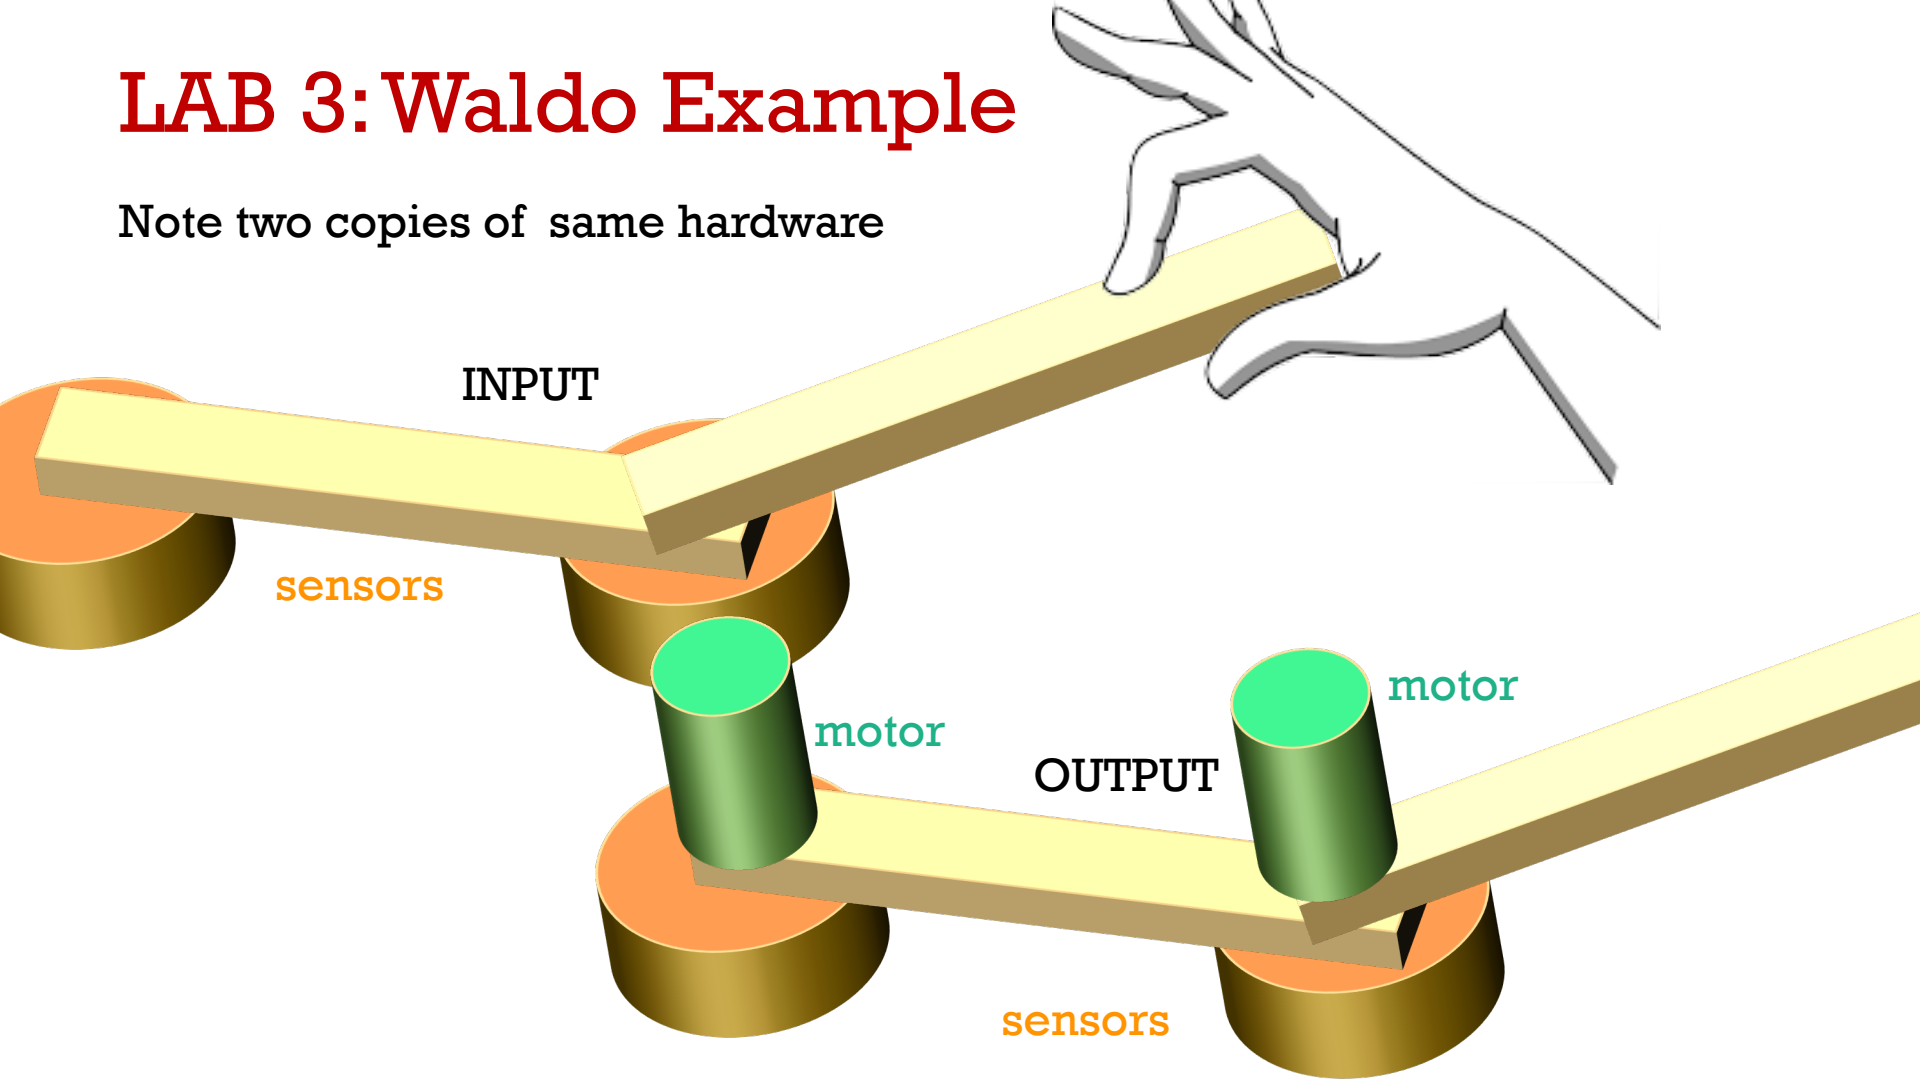 LAB 3: Waldo Example
Note two copies of  same hardware
INPUT
sensors
motor
motor
OUTPUT
sensors